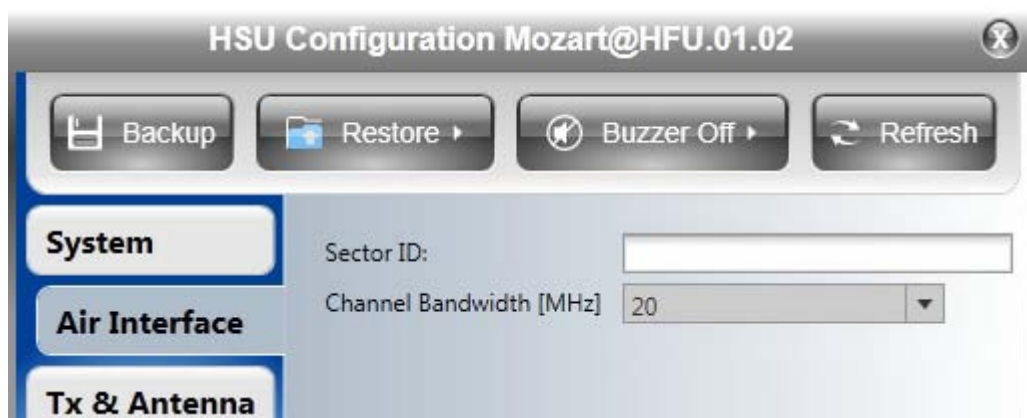 HSU Configuration Mozart@HFU.01.02
Backup Restore Buzzer Off Refresh
System
Sector ID:
Channel Bandwidth [MHz] 20
Air Interface
Tx & Antenna